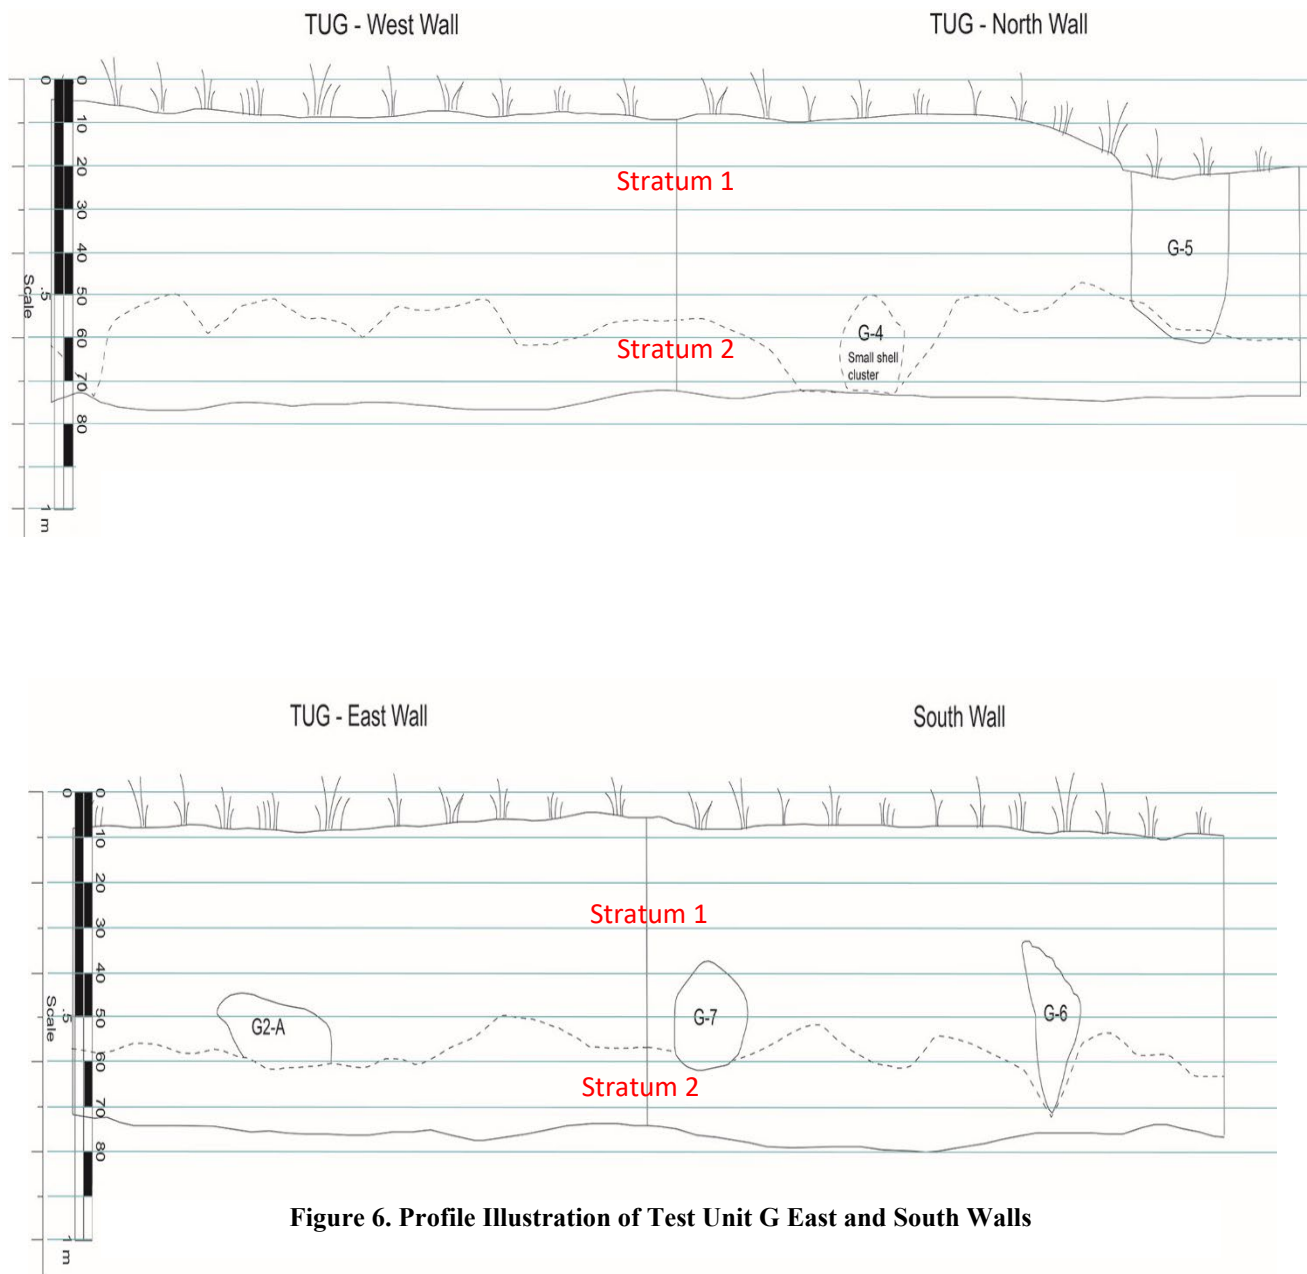 TUG - West Wall
TUG - North Wall
0
0
10
20
30
40
.5
50
60
70
80
1 m
Scale
Stratum 1
G-5
G-4
Small shell
cluster
Stratum 2
TUG - East Wall
South Wall
0
0
10
20
30
40
.5
50
60
70
80
1 m
Scale
Stratum 1
G2-A
G-7
G-6
Stratum 2
Figure 6. Profile Illustration of Test Unit G East and South Walls